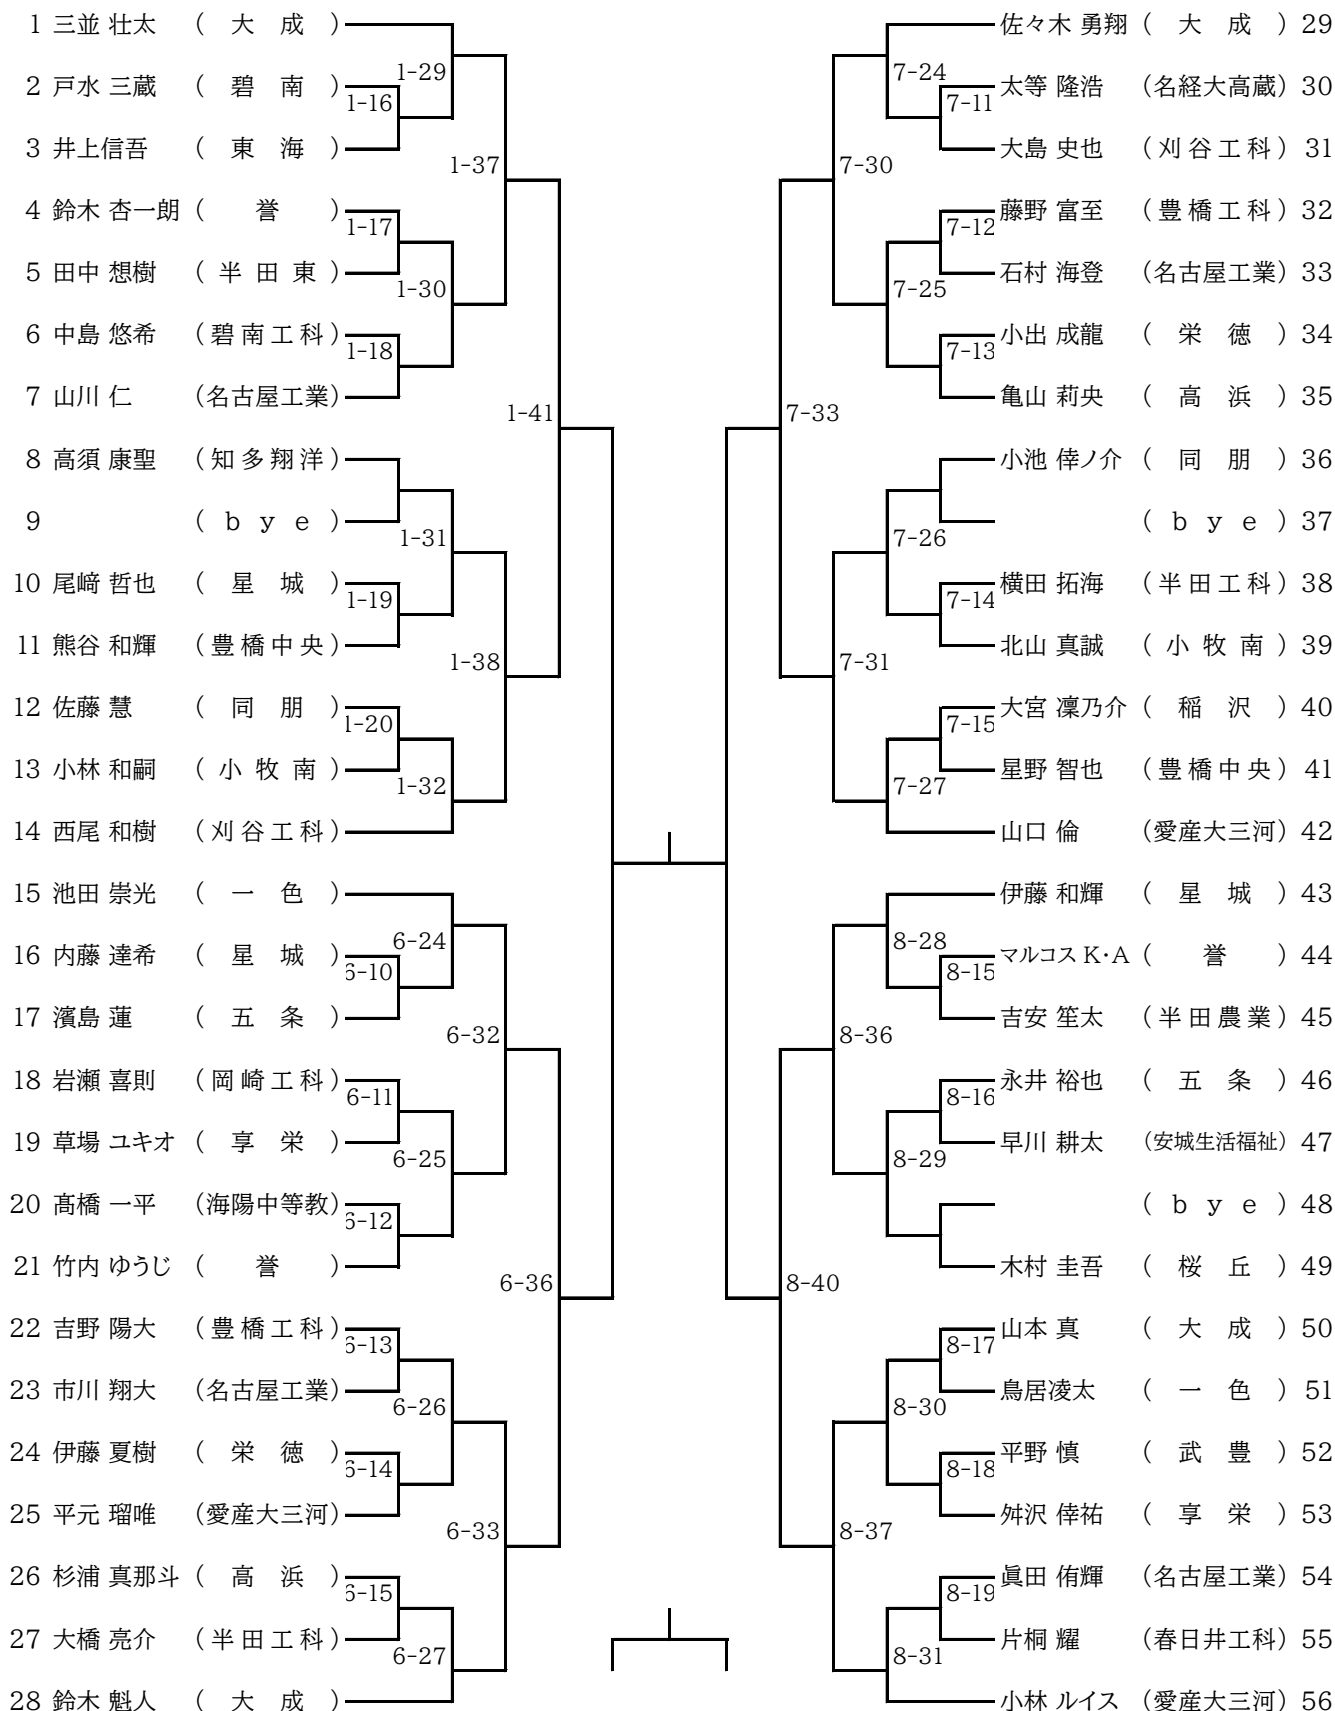 1 三並 壮太 （ 大 成 ）
1-29
2 戸水 三蔵 （ 碧 南 ）
1-16
3 井上信吾 （ 東 海 ）
1-37
4 鈴木 杏一朗 （ 誉 ）
1-17
5 田中 想樹 （ 半 田 東 ）
1-30
6 中島 悠希 （碧南工科）
1-18
7 山川 仁 （名古屋工業）
1-41
8 高須 康聖 （知多翔洋）
9 （ b y e ）
1-31
10 尾﨑 哲也 （ 星 城 ）
1-19
11 熊谷 和輝 （豊橋中央）
1-38
12 佐藤 慧 （ 同 朋 ）
1-20
13 小林 和嗣 （ 小 牧 南 ）
1-32
14 西尾 和樹 （刈谷工科）
15 池田 崇光 （ 一 色 ）
6-24
16 内藤 達希 （ 星 城 ）
6-10
17 濱島 蓮 （ 五 条 ）
6-32
18 岩瀬 喜則 （岡崎工科）
6-11
19 草場 ユキオ （ 享 栄 ）
6-25
20 髙橋 一平 （海陽中等教）
6-12
21 竹内 ゆうじ （ 誉 ）
6-36
22 吉野 陽大 （豊橋工科）
6-13
23 市川 翔大 （名古屋工業）
6-26
24 伊藤 夏樹 （ 栄 徳 ）
6-14
25 平元 瑠唯 （愛産大三河）
6-33
26 杉浦 真那斗 （ 高 浜 ）
6-15
27 大橋 亮介 （半田工科）
6-27
28 鈴木 魁人 （ 大 成 ）
佐々木 勇翔 （ 大 成 ） 29
7-24
太等 隆浩 （名経大高蔵） 30
7-11
大島 史也 （刈谷工科） 31
7-30
藤野 富至 （豊橋工科） 32
7-12
石村 海登 （名古屋工業） 33
7-25
小出 成龍 （ 栄 徳 ） 34
7-13
亀山 莉央 （ 高 浜 ） 35
7-33
小池 倖ノ介 （ 同 朋 ） 36
（ b y e ） 37
7-26
横田 拓海 （半田工科） 38
7-14
北山 真誠 （ 小 牧 南 ） 39
7-31
大宮 凜乃介 （ 稲 沢 ） 40
7-15
星野 智也 （豊橋中央） 41
7-27
山口 倫 （愛産大三河） 42
伊藤 和輝 （ 星 城 ） 43
8-28
マルコス K・A （ 誉 ） 44
8-15
吉安 笙太 （半田農業） 45
8-36
永井 裕也 （ 五 条 ） 46
8-16
早川 耕太 （安城生活福祉） 47
8-29
（ b y e ） 48
木村 圭吾 （ 桜 丘 ） 49
8-40
山本 真 （ 大 成 ） 50
8-17
鳥居凌太 （ 一 色 ） 51
8-30
平野 慎 （ 武 豊 ） 52
8-18
舛沢 倖祐 （ 享 栄 ） 53
8-37
眞田 侑輝 （名古屋工業） 54
8-19
片桐 耀 （春日井工科） 55
8-31
小林 ルイス （愛産大三河） 56